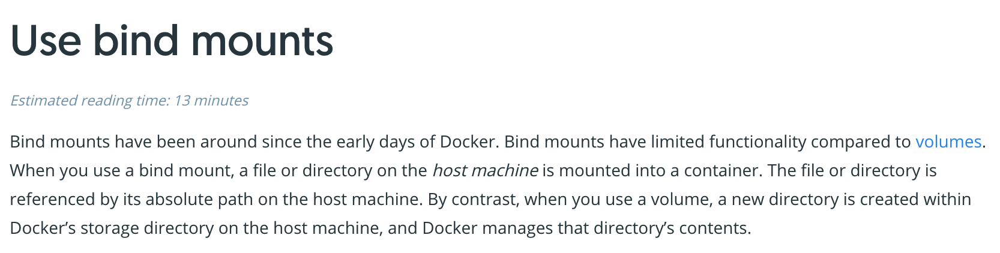 Use bind mounts
Estimated reading time: 13 minutes
Bind mounts have been around since the early days of Docker. Bind mounts have limited functionality compared to volumes.
When you use a bind mount, a file or directory on the host machine is mounted into a container. The file or directory is
referenced by its absolute path on the host machine. By contrast, when you use a volume, a new directory is created within
Docker’s storage directory on the host machine, and Docker manages that directory’s contents.